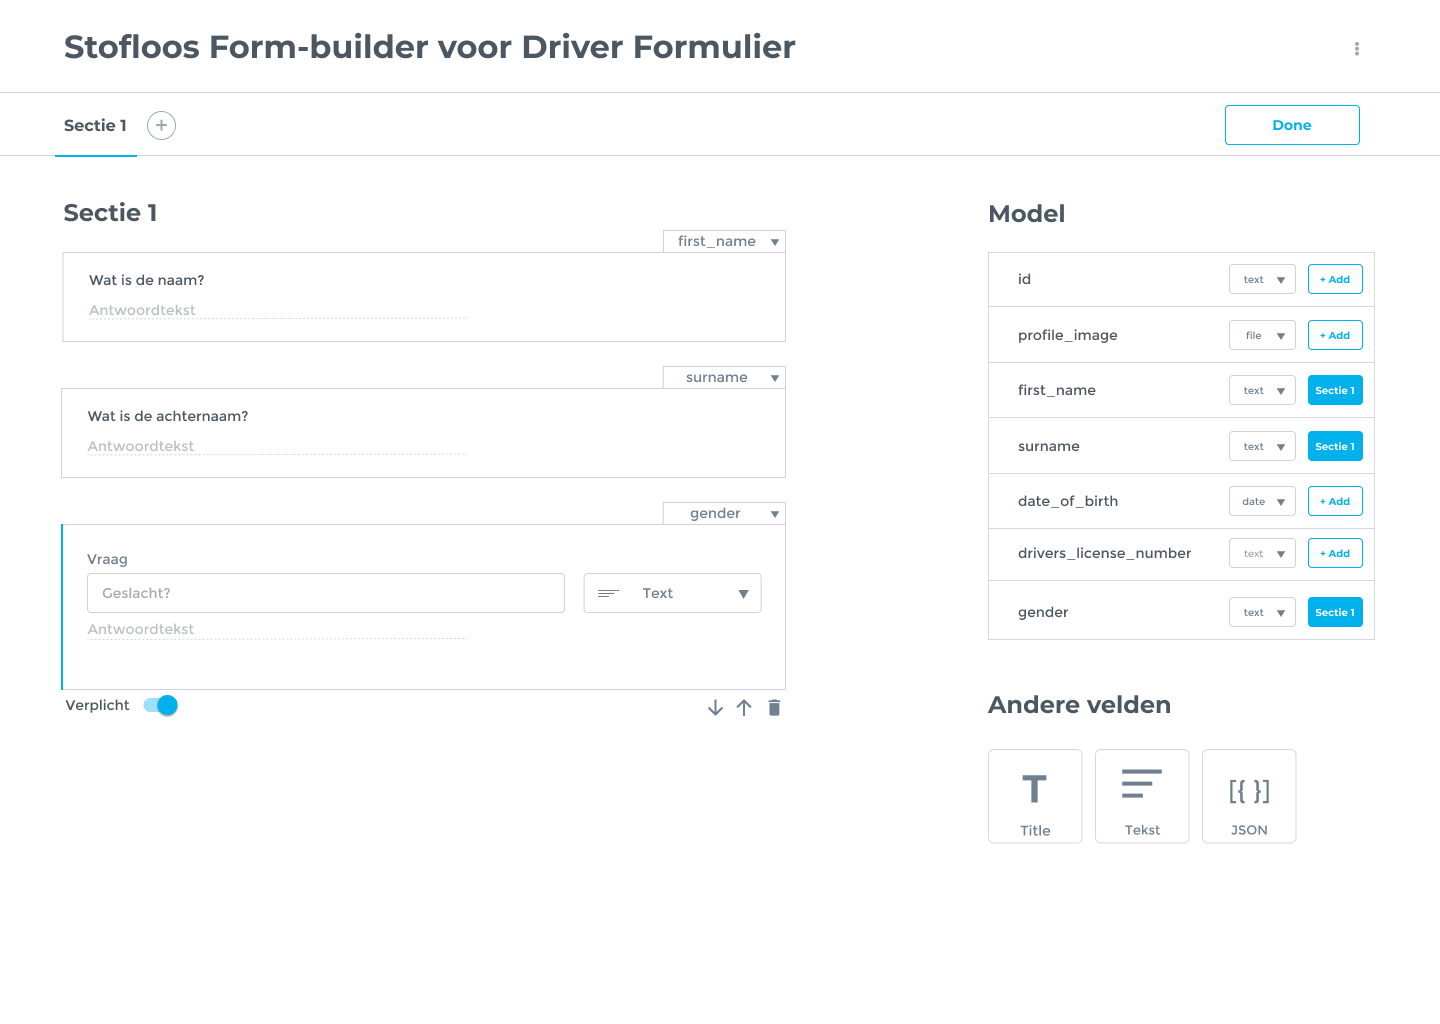 Stofloos Form-builder voor Driver Formulier
Sectie 1
+
Done
Sectie 1
first_name
Wat is de naam?
Antwoordtekst
surname
Wat is de achternaam?
Antwoordtekst
gender
Vraag
Geslacht?
Text
Antwoordtekst
Verplicht
Model
id text + Add
profile_image file + Add
first_name text Sectie 1
surname text Sectie 1
date_of_birth date + Add
drivers_license_number text + Add
gender text Sectie 1
Andere velden
T
Title
Tekst
[{ }]
JSON